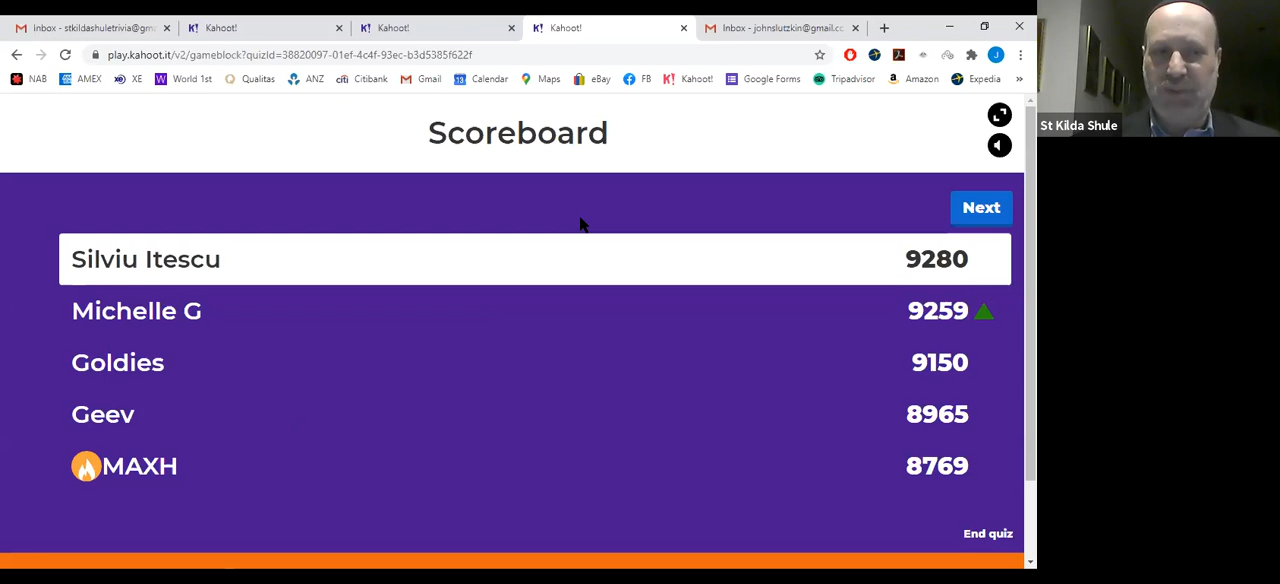 Inbox - stkildashuletrivia@gm Kahoot! Kahoot! Kahoot! Inbox - johnslutzkin@gmail.cc
play.kahoot.it/v2/gameblock?quizId=38820097-01ef-4c4f-93ec-b3d5385f622f J
NAB AMEX XE World 1st Qualitas ANZ Citibank Gmail Calendar Maps eBay FB Kahoot! Google Forms Tripadvisor Amazon Expedia »
St Kilda Shule
Scoreboard
Next
Silviu Itescu 9280
Michelle G 9259
Goldies 9150
Geev 8965
MAXH 8769
End quiz